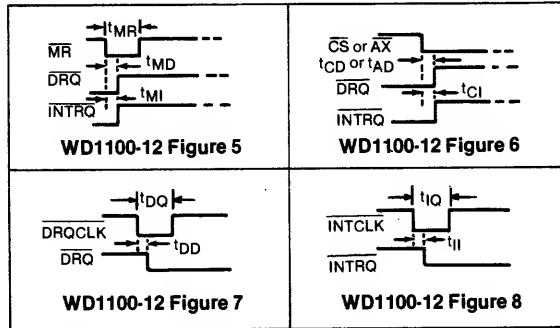 tMR
MR
tMD
DRQ
tMI
INTRQ
WD1100-12 Figure 5
CS or AX
tCD or tAD
DRQ
tCI
INTRQ
WD1100-12 Figure 6
tDQ
DRQCLK
tDD
DRQ
WD1100-12 Figure 7
tIQ
INTCLK
tII
INTRQ
WD1100-12 Figure 8